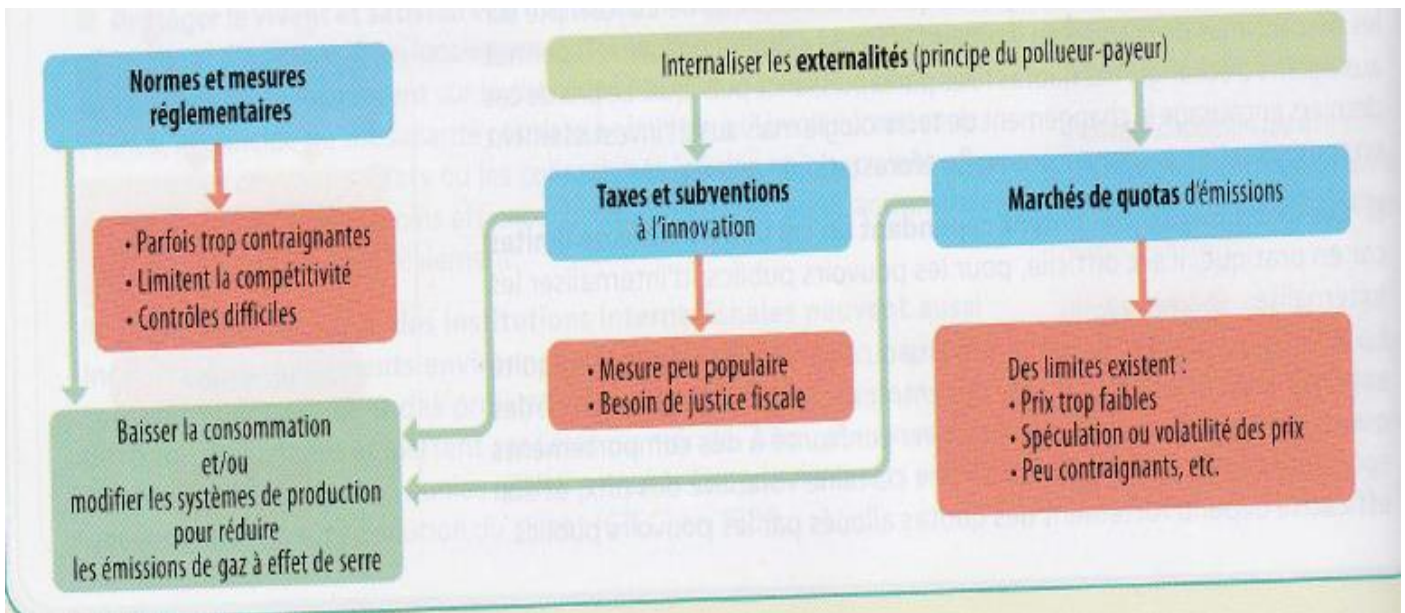 Normes et mesures
réglementaires
Internaliser les externalités (principe du pollueur-payeur)
• Parfois trop contraignantes
• Limitent la compétitivité
• Contrôles difficiles
Taxes et subventions
à l'innovation
Marchés de quotas d'émissions
• Mesure peu populaire
• Besoin de justice fiscale
Des limites existent :
• Prix trop faibles
• Spéculation ou volatilité des prix
• Peu contraignants, etc.
Baisser la consommation
et/ou
modifier les systèmes de production
pour réduire
les émissions de gaz à effet de serre